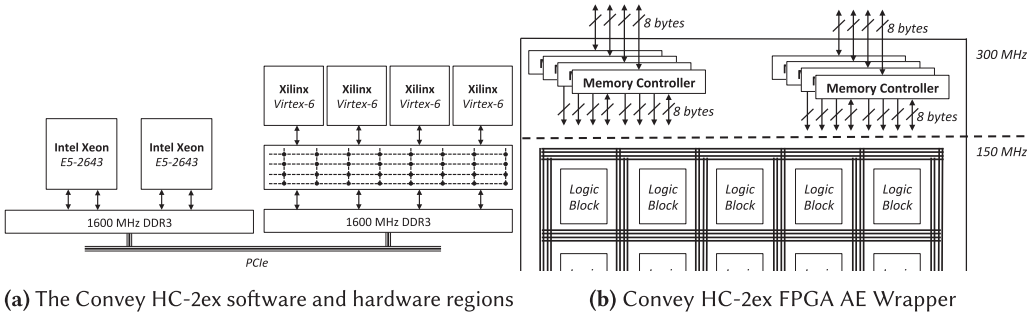 Xilinx Xilinx Xilinx Xilinx
Virtex-6 Virtex-6 Virtex-6 Virtex-6
Intel Xeon Intel Xeon
E5-2643 E5-2643
1600 MHz DDR3 1600 MHz DDR3
PCIe
(a) The Convey HC-2ex software and hardware regions
8 bytes 8 bytes
300 MHz
Memory Controller Memory Controller
8 bytes 8 bytes
150 MHz
Logic Logic Logic Logic Logic
Block Block Block Block Block
(b) Convey HC-2ex FPGA AE Wrapper